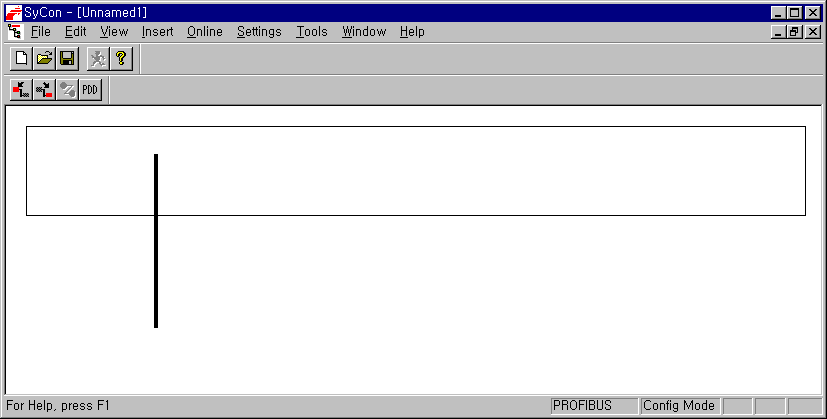 SyCon - [Unnamed1]
File Edit View Insert Online Settings Tools Window Help
?
PDD
For Help, press F1 PROFIBUS Config Mode